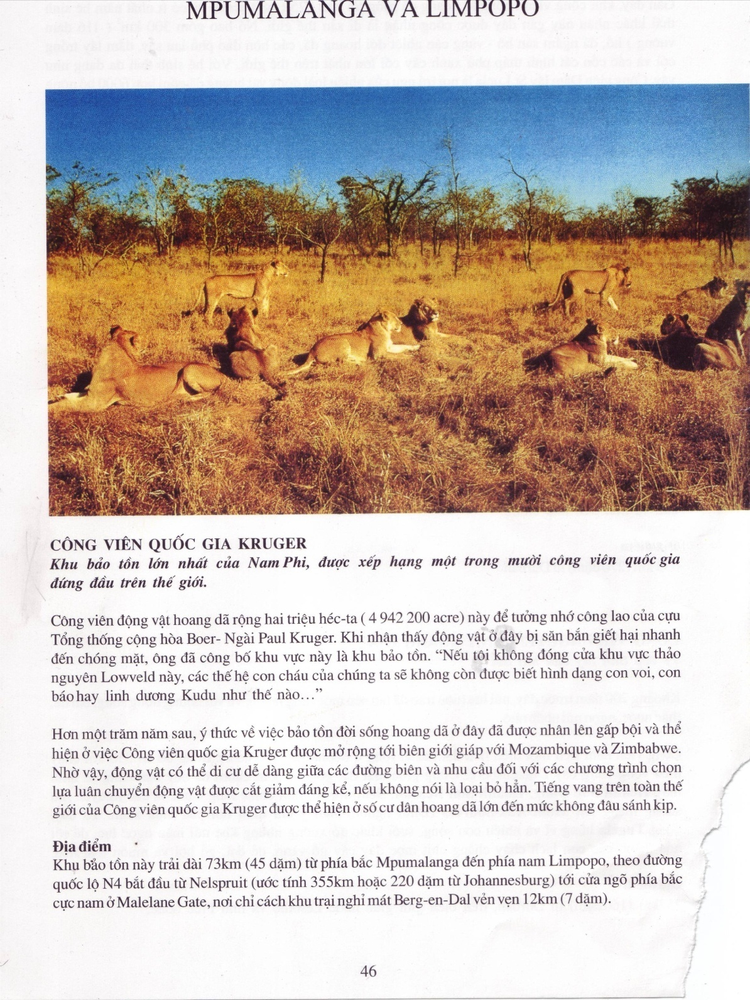 MPUMALANGA VÀ LIMPOPO
CÔNG VIÊN QUỐC GIA KRUGER
Khu bảo tồn lớn nhất của Nam Phi, được xếp hạng một trong mười công viên quốc gia
đứng đầu trên thế giới.
Công viên động vật hoang dã rộng hai triệu héc-ta ( 4 942 200 acre) này để tưởng nhớ công lao của cựu
Tổng thống cộng hòa Boer- Ngài Paul Kruger. Khi nhận thấy động vật ở đây bị săn bắn giết hại nhanh
đến chóng mặt, ông đã công bố khu vực này là khu bảo tồn. “Nếu tôi không đóng cửa khu vực thảo
nguyên Lowveld này, các thế hệ con cháu của chúng ta sẽ không còn được biết hình dạng con voi, con
báo hay linh dương Kudu như thế nào…”
Hơn một trăm năm sau, ý thức về việc bảo tồn đời sống hoang dã ở đây đã được nhân lên gấp bội và thể
hiện ở việc Công viên quốc gia Kruger được mở rộng tới biên giới giáp với Mozambique và Zimbabwe.
Nhờ vậy, động vật có thể di cư dễ dàng giữa các đường biên và nhu cầu đối với các chương trình chọn
lựa luân chuyển động vật được cắt giảm đáng kể, nếu không nói là loại bỏ hẳn. Tiếng vang trên toàn thế
giới của Công viên quốc gia Kruger được thể hiện ở số cư dân hoang dã lớn đến mức không đâu sánh kịp.
Địa điểm
Khu bảo tồn này trải dài 73km (45 dặm) từ phía bắc Mpumalanga đến phía nam Limpopo, theo đường
quốc lộ N4 bắt đầu từ Nelspruit (ước tính 355km hoặc 220 dặm từ Johannesburg) tới cửa ngõ phía bắc
cực nam ở Malelane Gate, nơi chỉ cách khu trại nghỉ mát Berg-en-Dal vẻn vẹn 12km (7 dặm).
46